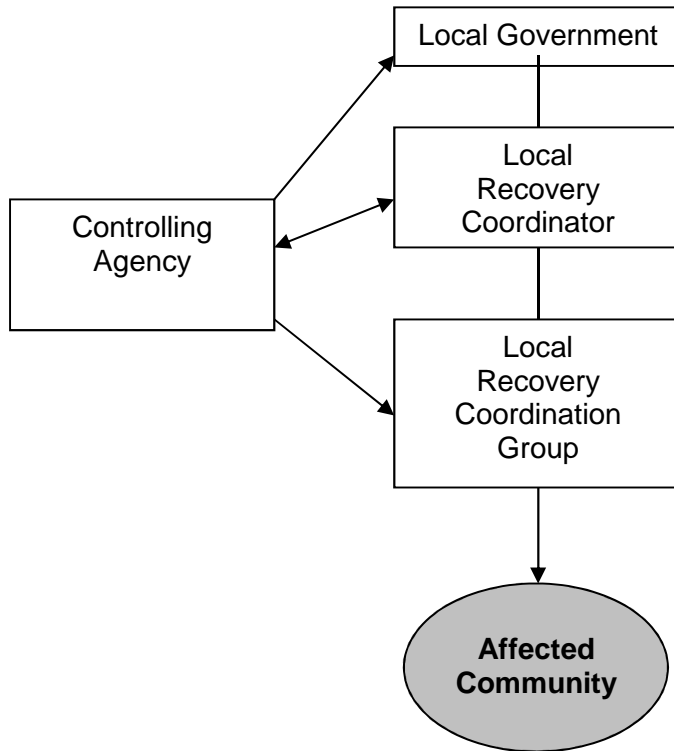 Local Government
Local
Recovery
Coordinator
Controlling
Agency
Local
Recovery
Coordination
Group
Affected
Community